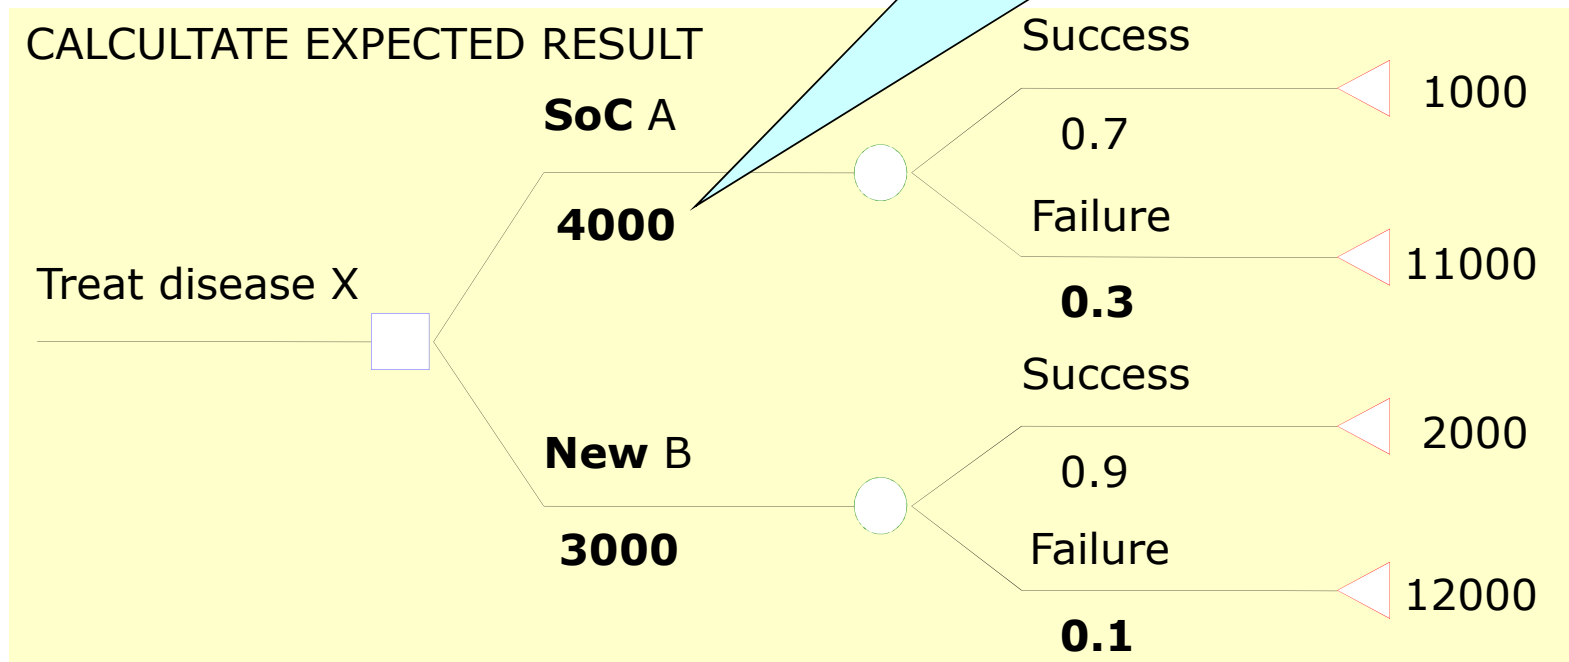 CALCULTATE EXPECTED RESULT
Success
1000
SoC A
0.7
4000
Failure
11000
0.3
Treat disease X
Success
2000
New B
0.9
3000
Failure
12000
0.1